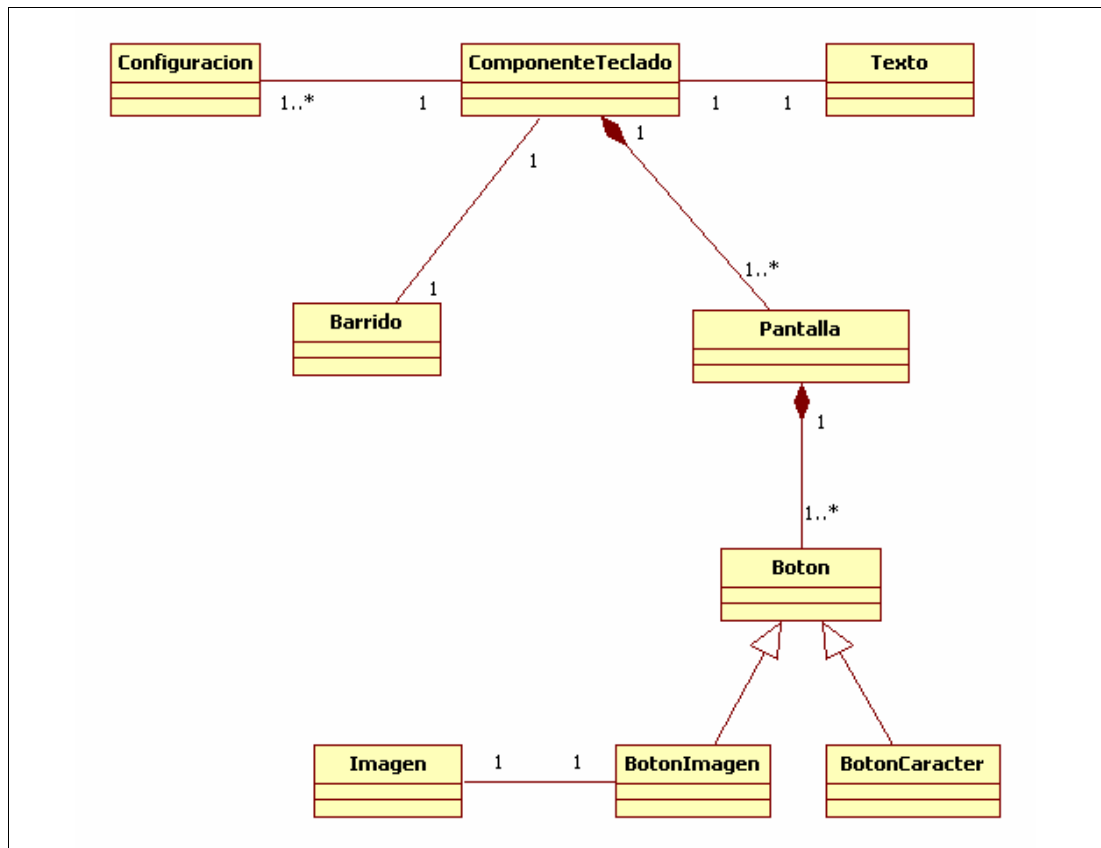 Configuracion
ComponenteTeclado
Texto
1..*
1
1
1
1
1
1..*
1
Barrido
Pantalla
1
1..*
Boton
Imagen
1
1
BotonImagen
BotonCaracter